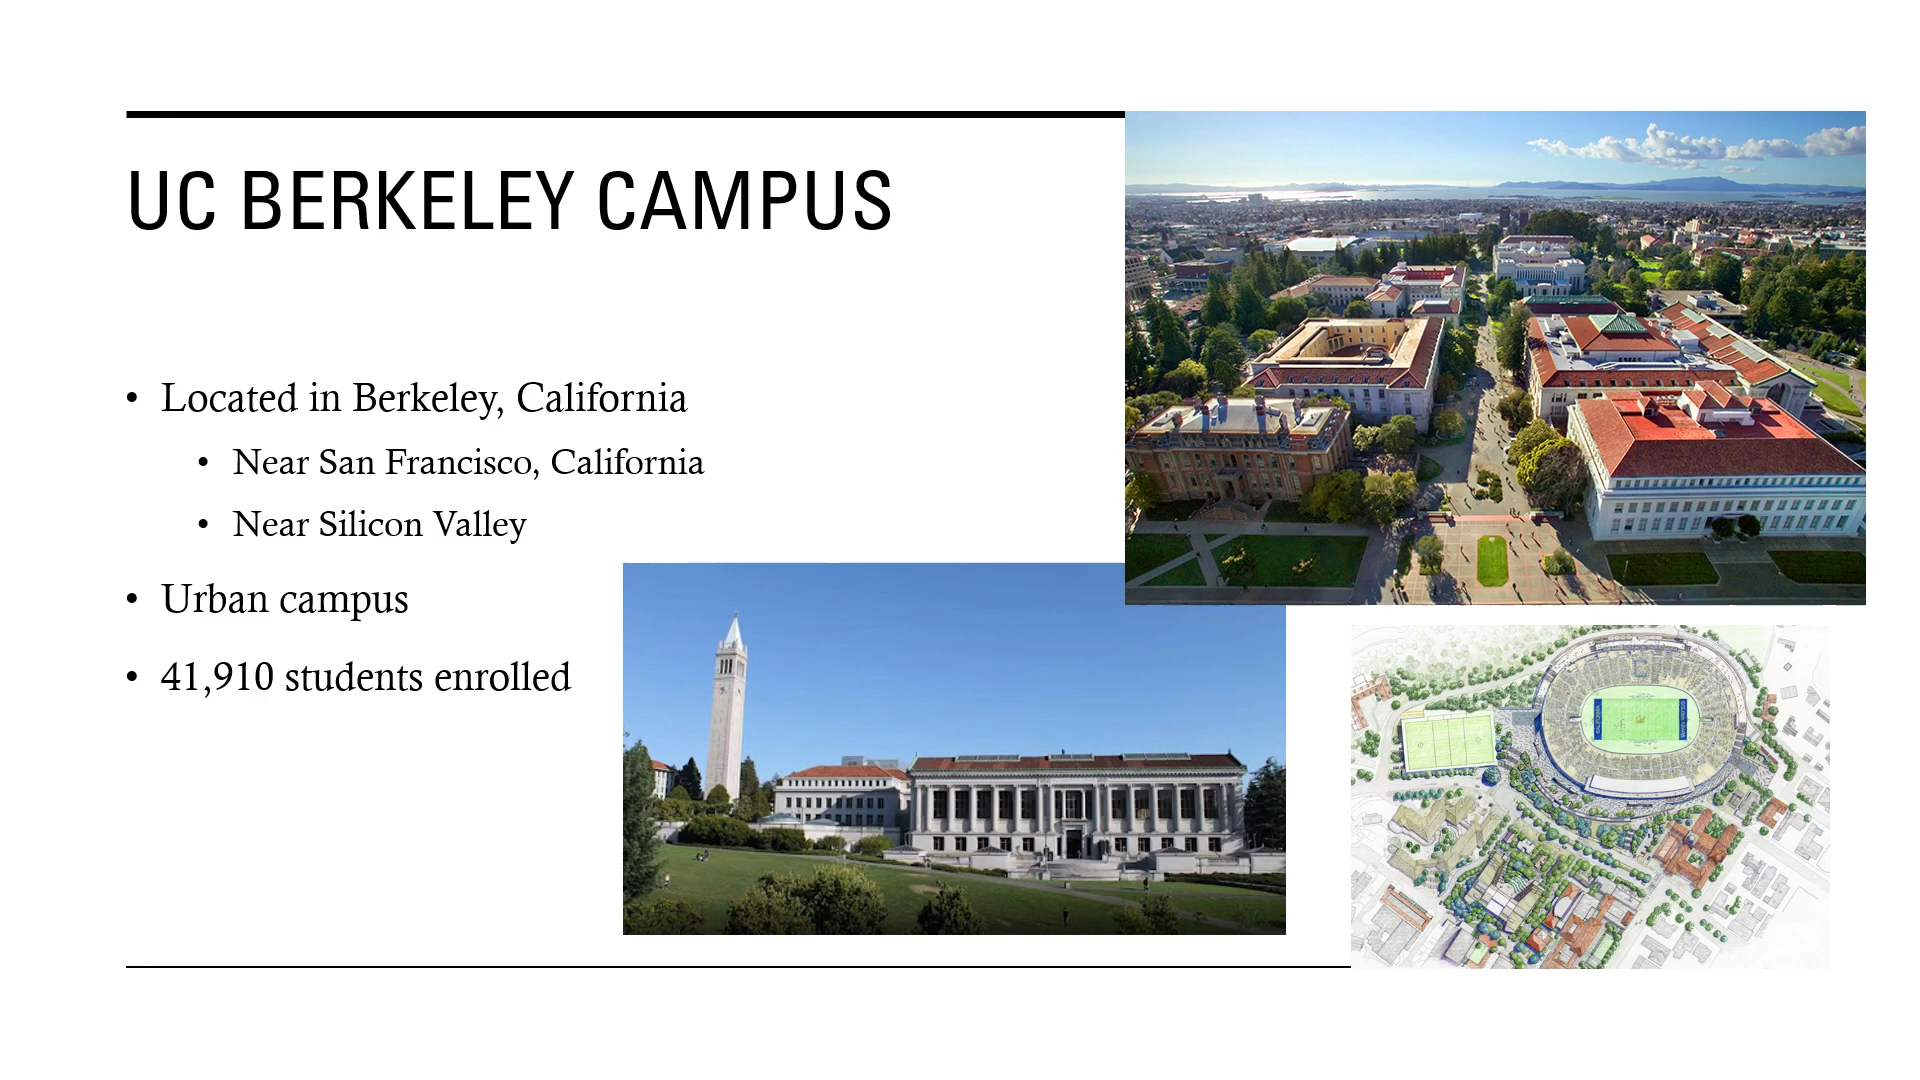 UC BERKELEY CAMPUS
• Located in Berkeley, California
• Near San Francisco, California
• Near Silicon Valley
• Urban campus
• 41,910 students enrolled